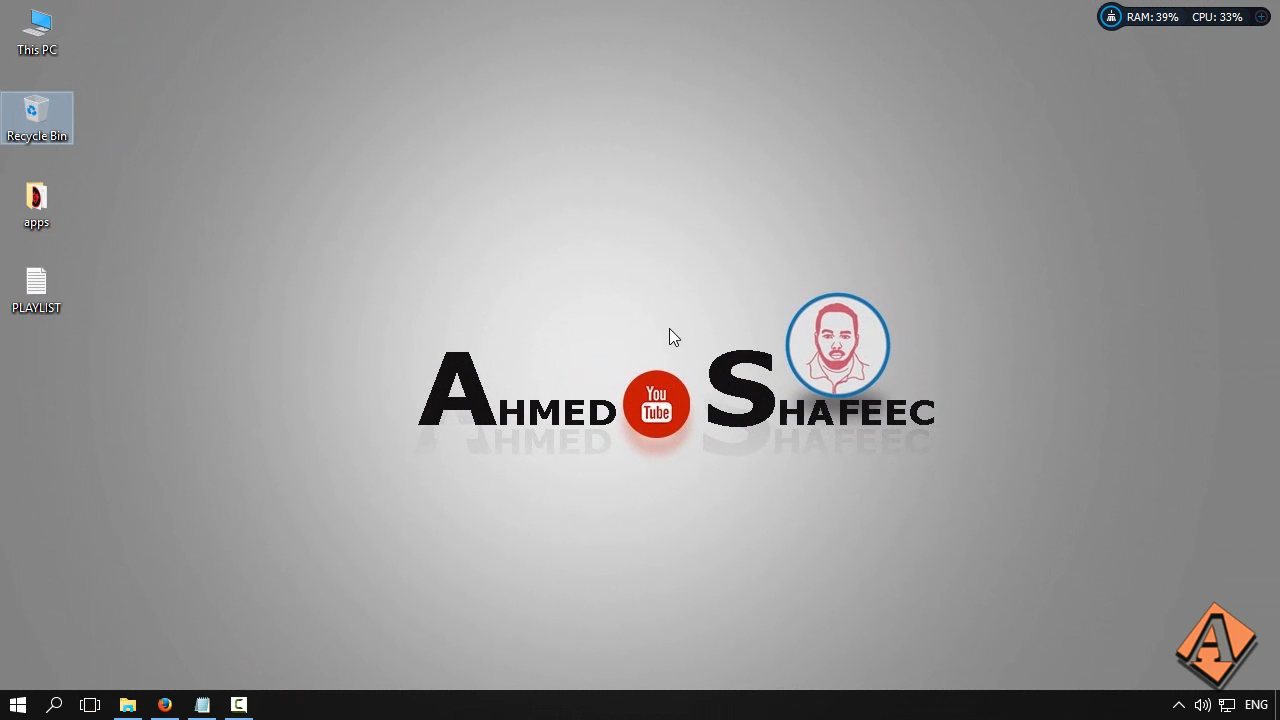 This PC
RAM: 39% CPU: 33%
Recycle Bin
apps
PLAYLIST
AHMED You Tube SHAFEEC
A
ENG